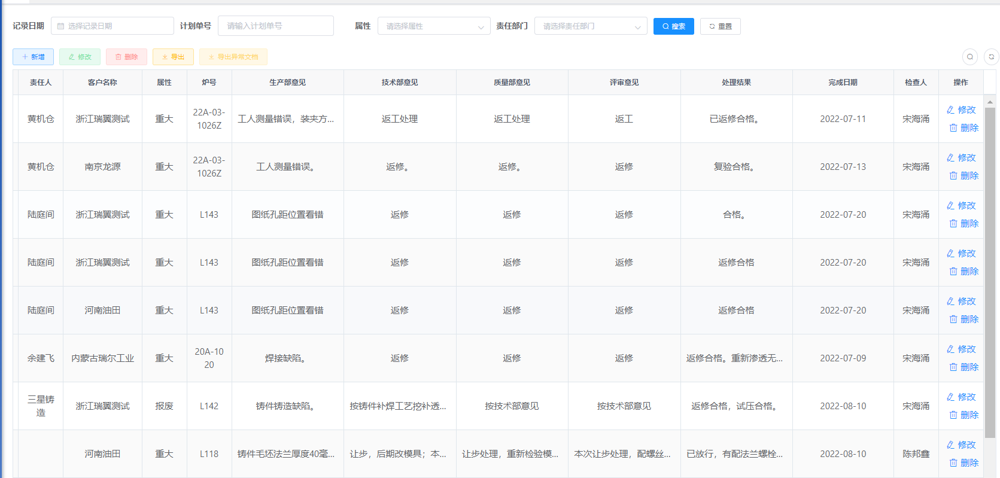 记录日期 选择记录日期 计划单号 请输入计划单号 属性 请选择属性 责任部门 请选择责任部门 搜索 重置
新增 修改 删除 导出 导出异常文档
责任人 客户名称 属性 炉号 生产部意见 技术部意见 质量部意见 评审意见 处理结果 完成日期 检查人 操作
黄机仓 浙江瑞翼测试 重大 22A-03-1026Z 工人测量错误，装夹方... 返工处理 返工处理 返工 已返修合格。 2022-07-11 宋海涌 修改 删除
黄机仓 南京龙源 重大 22A-03-1026Z 工人测量错误。 返修。 返修。 返修 复验合格。 2022-07-13 宋海涌 修改 删除
陆庭间 浙江瑞翼测试 重大 L143 图纸孔距位置看错 返修 返修 返修 合格。 2022-07-20 宋海涌 修改 删除
陆庭间 浙江瑞翼测试 重大 L143 图纸孔距位置看错 返修 返修 返修 返修合格 2022-07-20 宋海涌 修改 删除
陆庭间 河南油田 重大 L143 图纸孔距位置看错 返修 返修 返修 返修合格 2022-07-20 宋海涌 修改 删除
余建飞 内蒙古瑞尔工业 重大 20A-1020 焊接缺陷。 返修 返修 返修 返修合格。重新渗透无... 2022-07-09 宋海涌 修改 删除
三星铸造 浙江瑞翼测试 报废 L142 铸件铸造缺陷。 按铸件补焊工艺挖补透... 按技术部意见 按技术部意见 返修合格，试压合格。 2022-08-10 宋海涌 修改 删除
河南油田 重大 L118 铸件毛坯法兰厚度40毫... 让步，后期改模具；本... 让步处理，重新检验模... 本次让步处理，配螺丝... 已放行，有配法兰螺栓... 2022-08-10 陈邦鑫 修改 删除